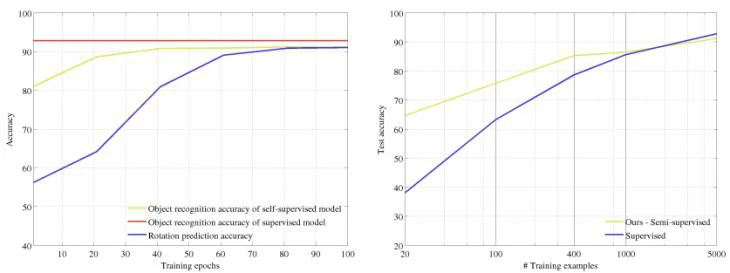 100
90
80
70
60
50
40
Accuracy
10 20 30 40 50 60 70 80 90 100
Training epochs
Object recognition accuracy of self-supervised model
Object recognition accuracy of supervised model
Rotation prediction accuracy
100
90
80
70
60
50
40
30
20
Test accuracy
20 100 400 1000 5000
# Training examples
Ours - Semi-supervised
Supervised